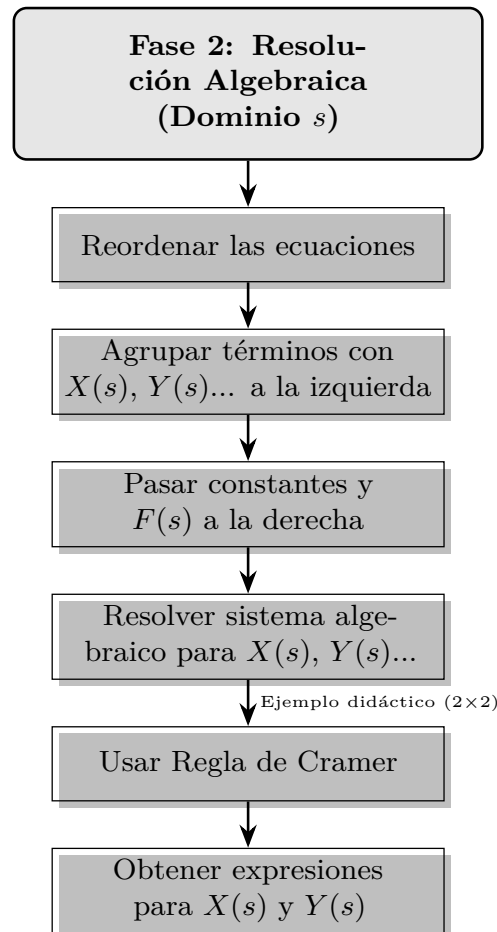 Fase 2: Resolu-
ción Algebraica
(Dominio s)
Reordenar las ecuaciones
Agrupar términos con
X(s), Y(s)... a la izquierda
Pasar constantes y
F(s) a la derecha
Resolver sistema alge-
braico para X(s), Y(s)...
Ejemplo didáctico (2×2)
Usar Regla de Cramer
Obtener expresiones
para X(s) y Y(s)